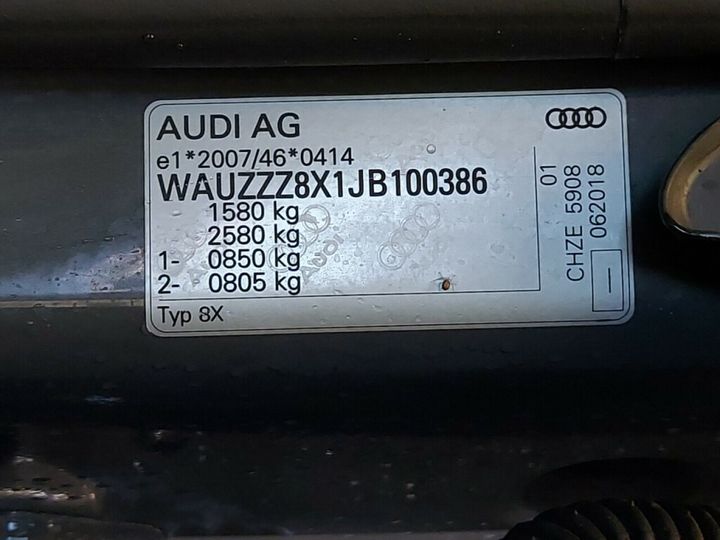 AUDI AG
e1*2007/46*0414
WAUZZZ8X1JB100386
1580 kg
2580 kg
1- 0850 kg
2- 0805 kg
Typ 8X
01
CHZE 5908
062018
—
Audi